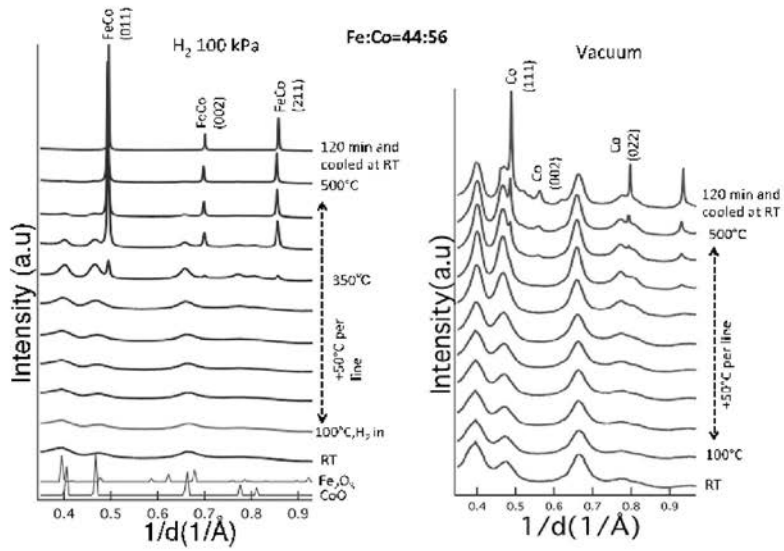 Fe:Co=44:56
H₂ 100 kPa
FeCo
(011)
FeCo
(002)
FeCo
(211)
120 min and
cooled at RT
500°C
350°C
+50°C per
line
100°C,H₂ in
RT
Fe₃O₄
CoO
Intensity (a.u)
0.4 0.5 0.6 0.7 0.8 0.9
1/d(1/Å)
Vacuum
Co
(111)
Co
(002)
Co
(022)
120 min and
cooled at RT
500°C
+50°C per line
100°C
RT
Intensity(a.u)
0.4 0.5 0.6 0.7 0.8 0.9
1/d(1/Å)